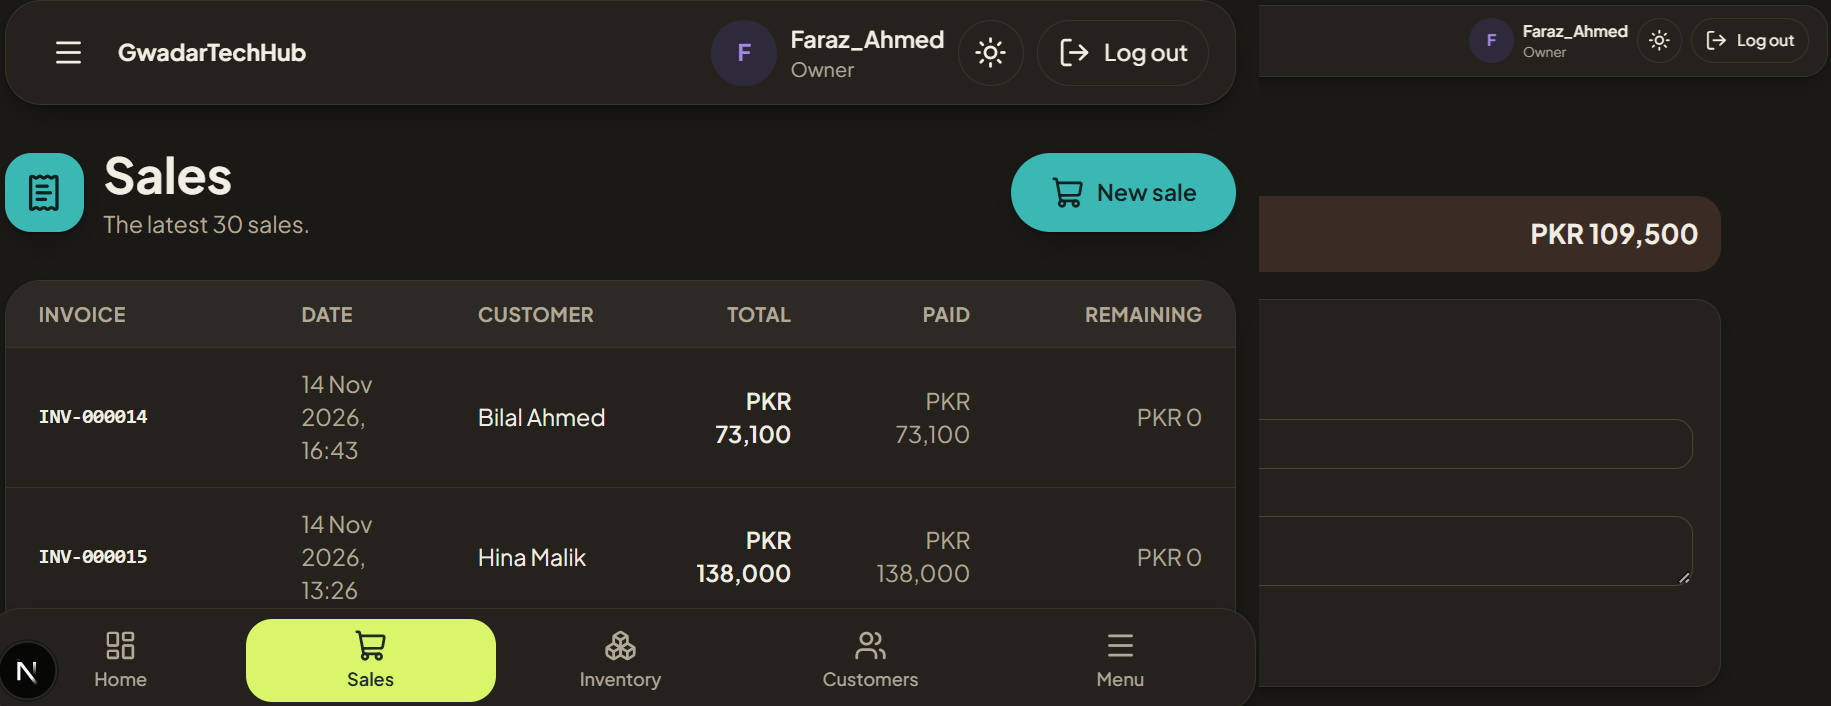 GwadarTechHub
F
Faraz_Ahmed
Owner
Log out
F
Faraz_Ahmed
Owner
Log out
Sales
The latest 30 sales.
New sale
PKR 109,500
INVOICE DATE CUSTOMER TOTAL PAID REMAINING
INV-000014
14 Nov
2026,
16:43
Bilal Ahmed
PKR
73,100
PKR
73,100
PKR 0
INV-000015
14 Nov
2026,
13:26
Hina Malik
PKR
138,000
PKR
138,000
PKR 0
N
Home
Sales
Inventory
Customers
Menu